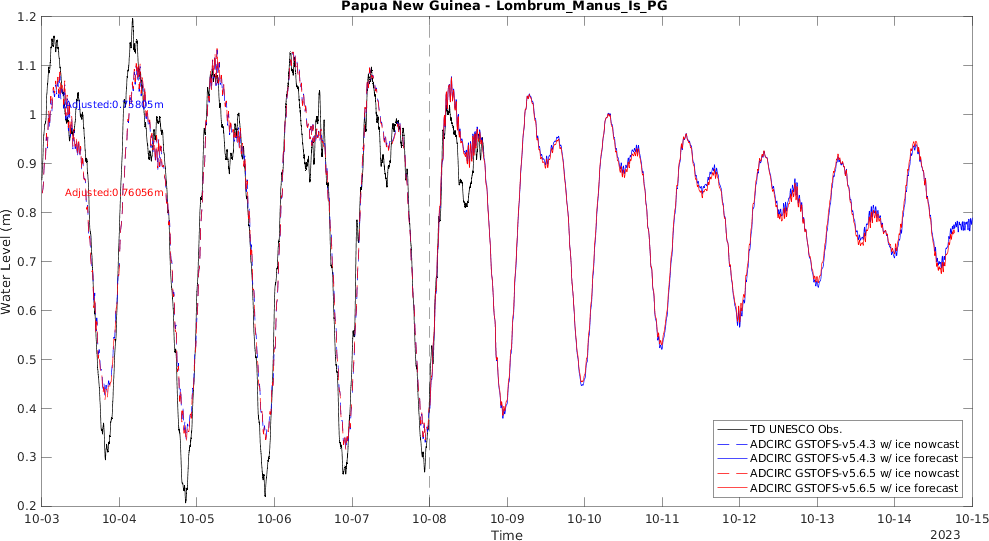 Papua New Guinea - Lombrum_Manus_Is_PG
Water Level (m)
1.2
1.1
1
0.9
0.8
0.7
0.6
0.5
0.4
0.3
0.2
Adjusted:0.75805m
Adjusted:0.76056m
TD UNESCO Obs.
ADCIRC GSTOFS-v5.4.3 w/ ice nowcast
ADCIRC GSTOFS-v5.4.3 w/ ice forecast
ADCIRC GSTOFS-v5.6.5 w/ ice nowcast
ADCIRC GSTOFS-v5.6.5 w/ ice forecast
10-03 10-04 10-05 10-06 10-07 10-08 10-09 10-10 10-11 10-12 10-13 10-14 10-15
Time
2023